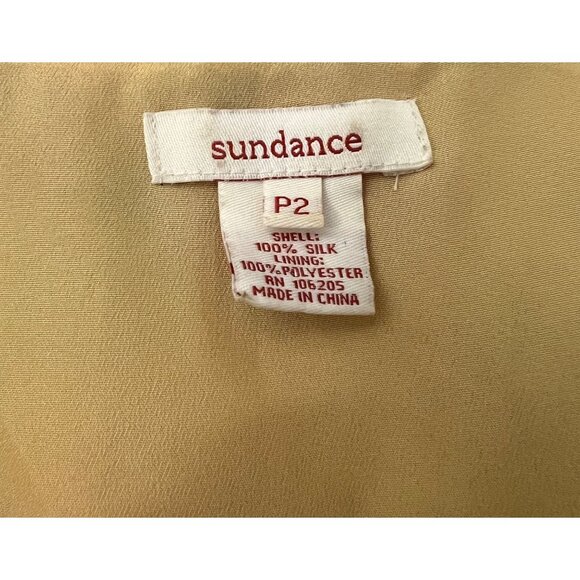 sundance
P2
SHELL:
100% SILK
LINING:
100%POLYESTER
RN 106205
MADE IN CHINA